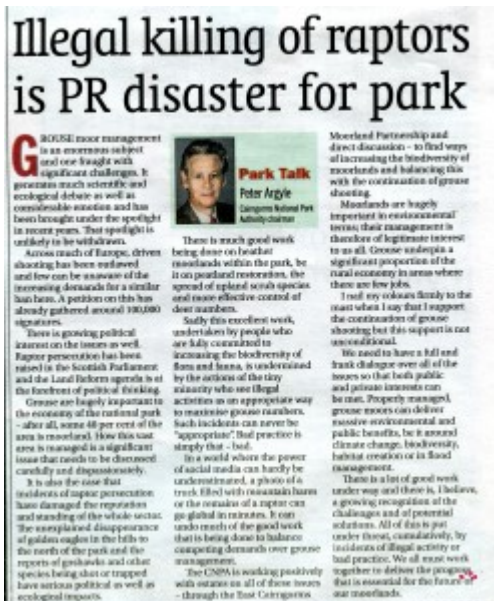 Illegal killing of raptors
is PR disaster for park
GROUSE moor management
is an enormous subject
and one fraught with
significant challenges. It
generates much scientific and
ecological debate as well as
considerable emotion and has
been brought under the spotlight
in recent years. That spotlight is
unlikely to be withdrawn.
Across much of Europe, driven
shooting has been outlawed
and few can be unaware of the
increasing demands for a similar
ban here. A petition on this has
already gathered around 100,000
signatures.
There is growing political
interest on the issues as well.
Raptor persecution has been
raised in the Scottish Parliament
and the Land Reform agenda is at
the forefront of political thinking.
Grouse are hugely important to
the economy of the national park
- after all, some 40 per cent of the
area is moorland. How this vast
area is managed is a significant
issue that needs to be discussed
carefully and dispassionately.
It is also the case that
incidents of raptor persecution
have damaged the reputation
and standing of the whole sector.
The unexplained disappearance
of golden eagles in the hills to
the north of the park and the
reports of goshawks and other
species being shot or trapped
have serious political as well as
ecological impacts.
Park Talk
Peter Argyle
Cairngorms National Park
Authority chairman
There is much good work
being done on heather
moorlands within the park, be
it on peatland restoration, the
spread of upland scrub species
and more effective control of
deer numbers.
Sadly this excellent work,
undertaken by people who
are fully committed to
increasing the biodiversity of
flora and fauna, is undermined
by the actions of the tiny
minority who see illegal
activities as an appropriate way
to maximise grouse numbers.
Such incidents can never be
"appropriate". Bad practice is
simply that - bad.
In a world where the power
of social media can hardly be
underestimated, a photo of a
truck filled with mountain hares
or the remains of a raptor can
go global in minutes. It can
undo much of the good work
that is being done to balance
competing demands over grouse
management.
The CNPA is working positively
with estates on all of these issues
- through the East Cairngorms
Moorland Partnership and
direct discussion - to find ways
of increasing the biodiversity of
moorlands and balancing this
with the continuation of grouse
shooting.
Moorlands are hugely
important in environmental
terms; their management is
therefore of legitimate interest
to us all. Grouse underpin a
significant proportion of the
rural economy in areas where
there are few jobs.
I nail my colours firmly to the
mast when I say that I support
the continuation of grouse
shooting but this support is not
unconditional.
We need to have a full and
frank dialogue over all of the
issues so that both public
and private interests can
be met. Properly managed,
grouse moors can deliver
massive environmental and
public benefits, be it around
climate change, biodiversity,
habitat creation or in flood
management.
There is a lot of good work
under way and there is, I believe,
a growing recognition of the
challenges and of potential
solutions. All of this is put
under threat, cumulatively, by
incidents of illegal activity or
bad practice. We all must work
together to deliver the progress
that is essential for the future of
our moorlands.